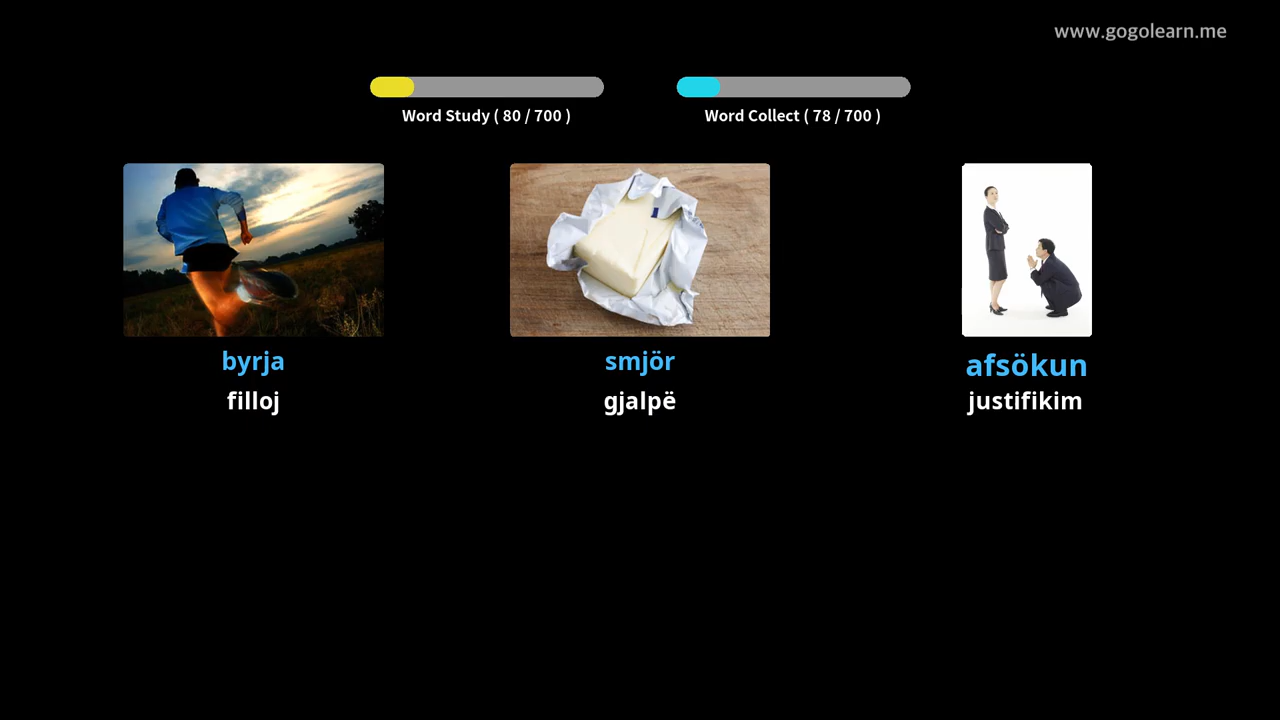 www.gogolearn.me
Word Study ( 80 / 700 )
Word Collect ( 78 / 700 )
byrja
smjör
afsökun
filloj
gjalpë
justifikim